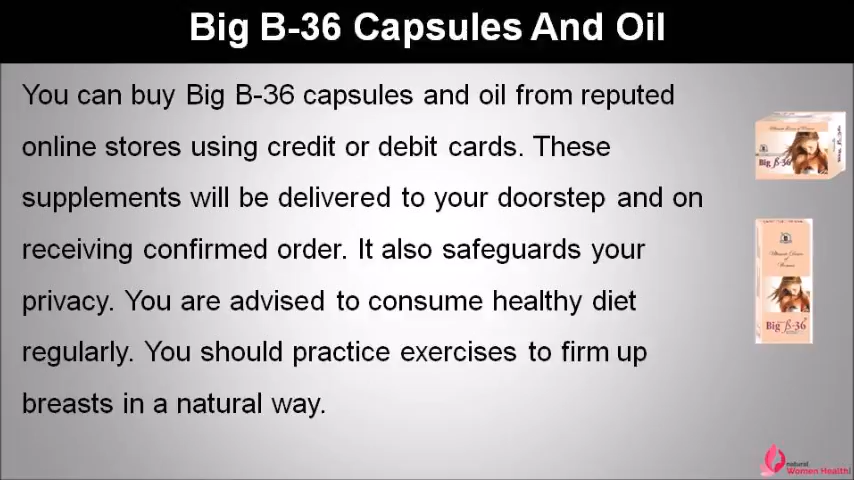 Big B-36 Capsules And Oil
You can buy Big B-36 capsules and oil from reputed
online stores using credit or debit cards. These
supplements will be delivered to your doorstep and on
receiving confirmed order. It also safeguards your
privacy. You are advised to consume healthy diet
regularly. You should practice exercises to firm up
breasts in a natural way.
Big B-36
Big B-36
natural
Women Health